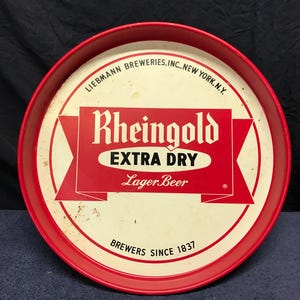 LIEBMANN BREWERIES, INC., NEW YORK, N.Y.
Rheingold
EXTRA DRY
Lager Beer
®
BREWERS SINCE 1837